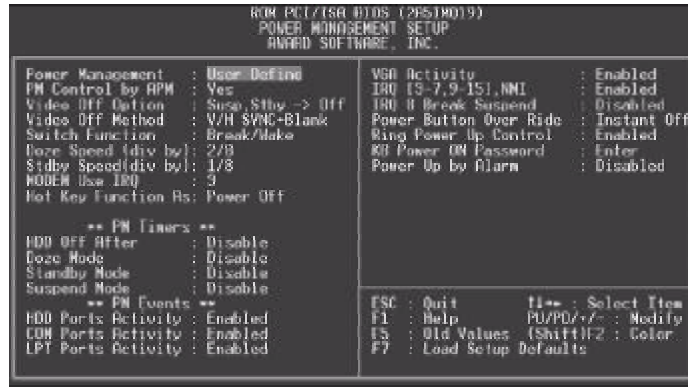 ROM PCI/ISA BIOS (2A5IMQ19)
POWER MANAGEMENT SETUP
AWARD SOFTWARE, INC.
Power Management : User Define
PM Control by APM : Yes
Video Off Option : Susp,Stby -> Off
Video Off Method : V/H SYNC+Blank
Switch Function : Break/Wake
Doze Speed (div by): 2/8
Stdby Speed(div by): 1/8
MODEM Use IRQ : 3
Hot Key Function As: Power Off
** PM Timers **
HDD Off After : Disable
Doze Mode : Disable
Standby Mode : Disable
Suspend Mode : Disable
** PM Events **
HDD Ports Activity : Enabled
COM Ports Activity : Enabled
LPT Ports Activity : Enabled
VGA Activity : Enabled
IRQ [3-7,9-15],NMI : Enabled
IRQ 8 Break Suspend : Disabled
Power Button Over Ride : Instant Off
Ring Power Up Control : Enabled
KB Power ON Password : Enter
Power Up by Alarm : Disabled
ESC : Quit ↑↓→← : Select Item
F1 : Help PU/PD/+/- : Modify
F5 : Old Values (Shift)F2 : Color
F7 : Load Setup Defaults